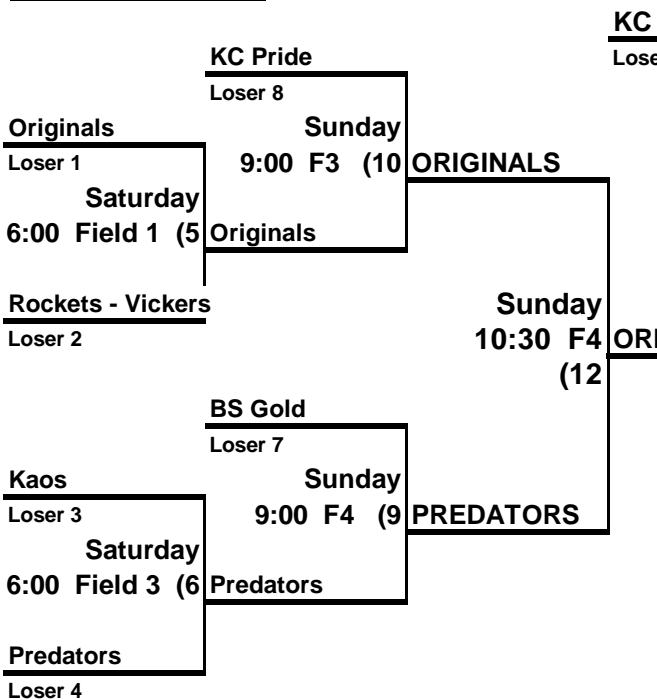 KC
Lose
KC Pride
Loser 8
Originals
Sunday
Loser 1
9:00 F3 (10 ORIGINALS
Saturday
6:00 Field 1 (5 Originals
Rockets - Vickers
Sunday
Loser 2
10:30 F4 ORI
(12
BS Gold
Loser 7
Kaos
Sunday
Loser 3
9:00 F4 (9 PREDATORS
Saturday
6:00 Field 3 (6 Predators
Predators
Loser 4